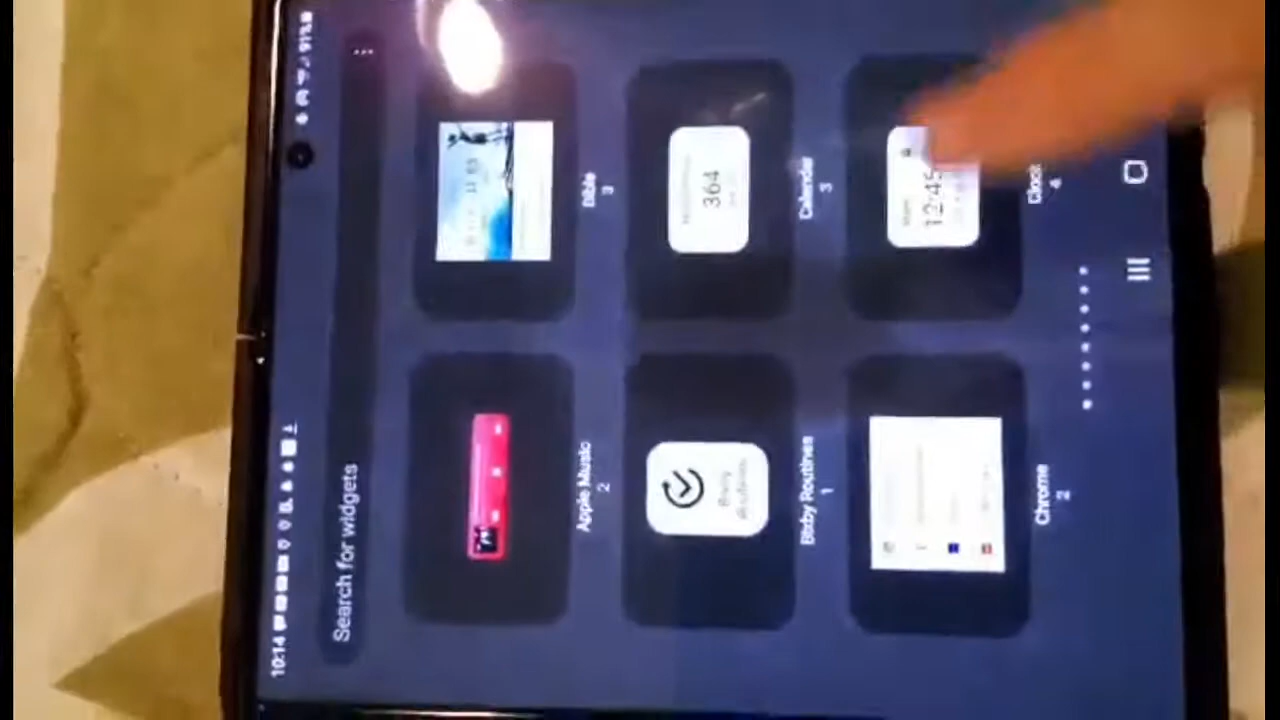 10:14
91%
Search for widgets
Apple Music
2
Bible
3
Bixby Routines
1
364
Calendar
3
Chrome
2
12:45
Clock
4